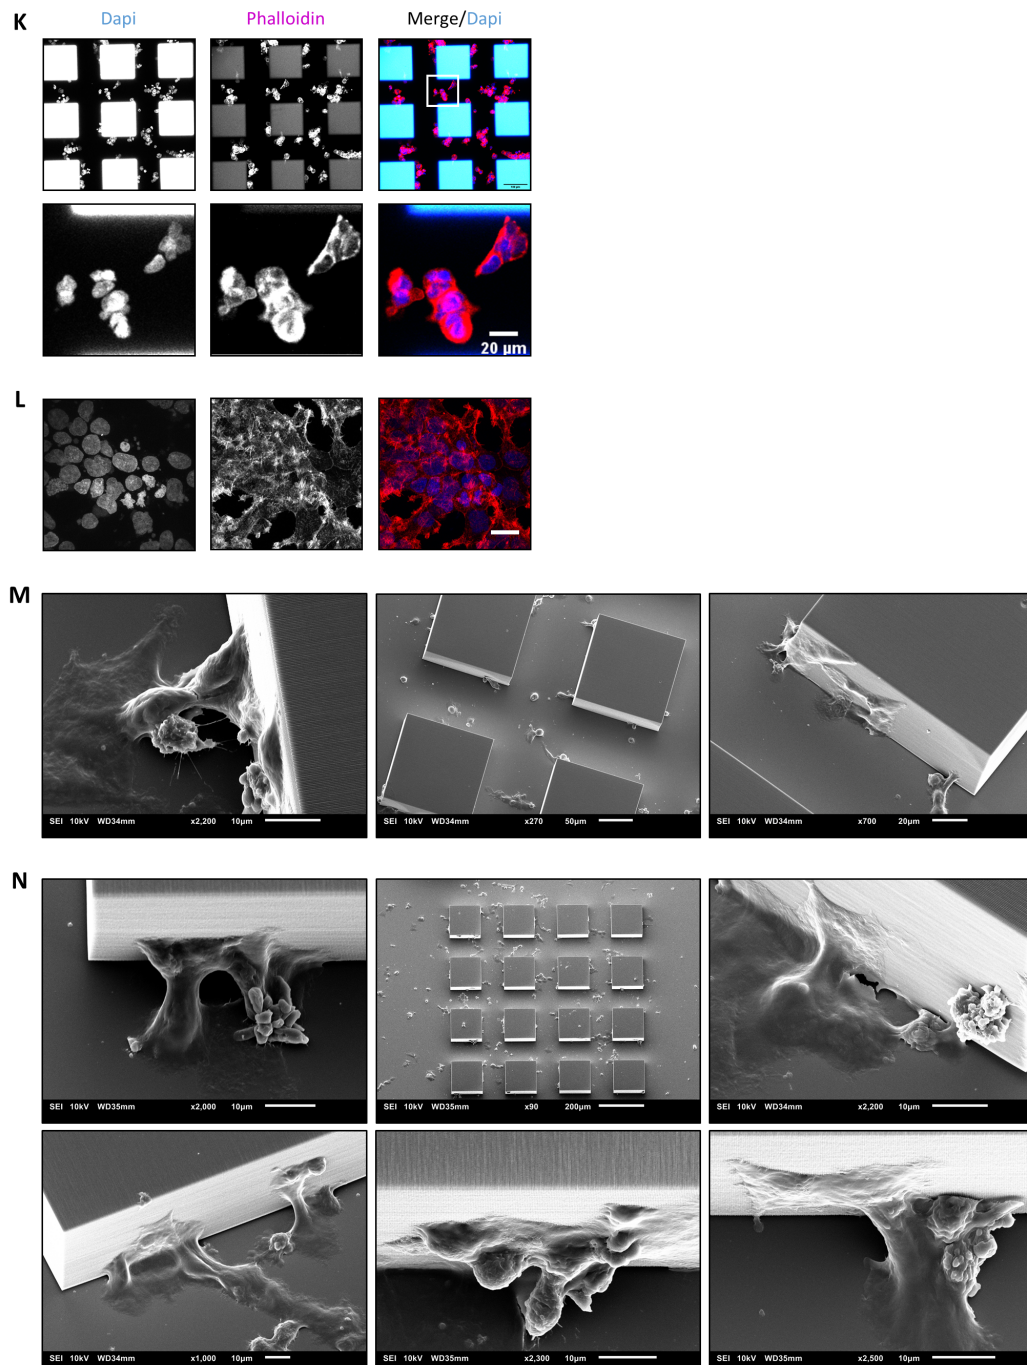 K Dapi Phalloidin Merge/Dapi
20 µm
L
M
SEI 10kV WD34mm x2,200 10µm
SEI 10kV WD34mm x270 50µm
SEI 10kV WD34mm x700 20µm
N
SEI 10kV WD35mm x2,000 10µm
SEI 10kV WD35mm x90 200µm
SEI 10kV WD34mm x2,200 10µm
SEI 10kV WD34mm x1,000 10µm
SEI 10kV WD35mm x2,300 10µm
SEI 10kV WD35mm x2,500 10µm